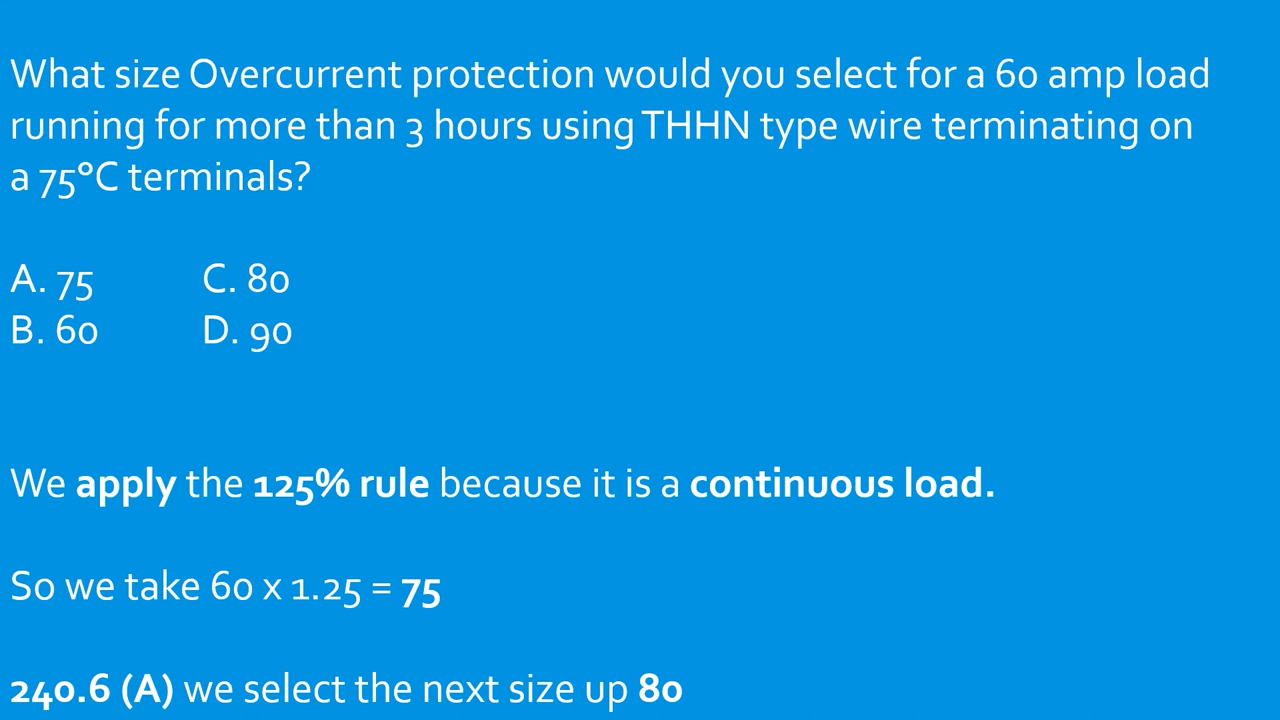 What size Overcurrent protection would you select for a 60 amp load
running for more than 3 hours using THHN type wire terminating on
a 75°C terminals?
A. 75 C. 80
B. 60 D. 90
We apply the 125% rule because it is a continuous load.
So we take 60 x 1.25 = 75
240.6 (A) we select the next size up 80